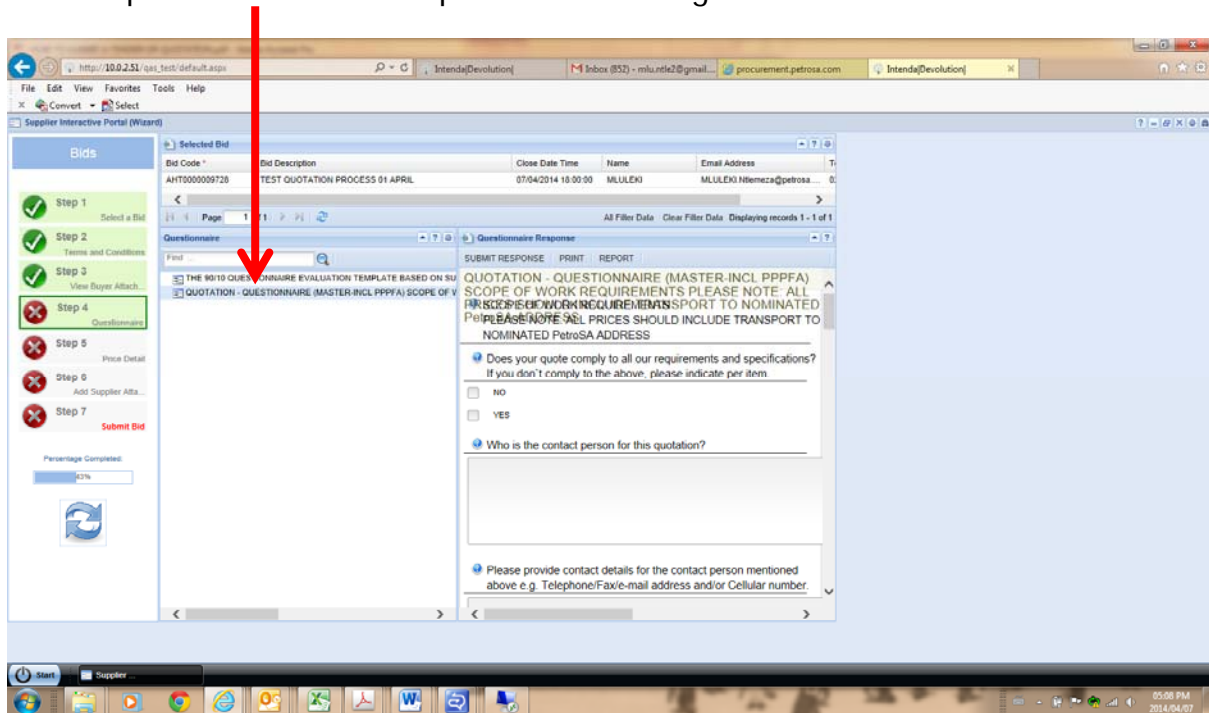 http://10.0.2.51/qas_test/default.aspx
Intenda|Devolution|
Inbox (852) - mlu.ntle2@gmail....
procurement.petrosa.com
Intenda|Devolution|
File Edit View Favorites Tools Help
Convert Select
Supplier Interactive Portal (Wizard)
Bids
Selected Bid
Bid Code * Bid Description Close Date Time Name Email Address
AHT0000009728 TEST QUOTATION PROCESS 01 APRIL 07/04/2014 18:00:00 MLULEKI MLULEKI.Ntlemeza@petrosa....
Page 1 All Filter Data Clear Filter Data Displaying records 1 - 1 of 1
Step 1
Select a Bid
Step 2
Terms and Conditions
Step 3
View Buyer Attach...
Step 4
Questionnaire
Step 5
Price Detail
Step 6
Add Supplier Atta...
Step 7
Submit Bid
Percentage Completed:
43%
Questionnaire
Find ...
THE 90/10 QUESTIONNAIRE EVALUATION TEMPLATE BASED ON SU
QUOTATION - QUESTIONNAIRE (MASTER-INCL PPPFA) SCOPE OF W
Questionnaire Response
SUBMIT RESPONSE PRINT REPORT
QUOTATION - QUESTIONNAIRE (MASTER-INCL PPPFA)
SCOPE OF WORK REQUIREMENTS PLEASE NOTE: ALL
TRANSPORT TO NOMINATED
SCOPE OF WORK REQUIREMENTS
PLEASE NOTE: ALL PRICES SHOULD INCLUDE TRANSPORT TO
NOMINATED PetroSA ADDRESS
Does your quote comply to all our requirements and specifications?
If you don`t comply to the above, please indicate per item.
NO
YES
Who is the contact person for this quotation?
Please provide contact details for the contact person mentioned
above e.g. Telephone/Fax/e-mail address and/or Cellular number.
Start Supplier ...
05:08 PM
2014/04/07